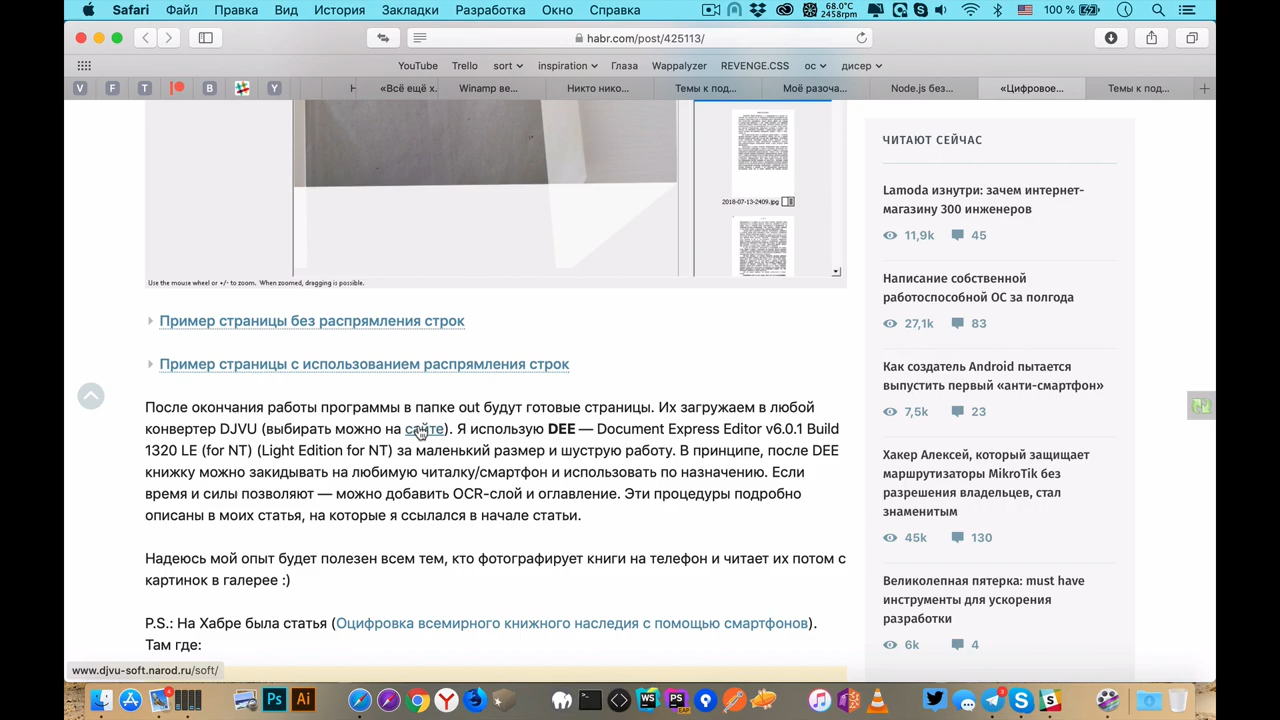 Safari Файл Правка Вид История Закладки Разработка Окно Справка
68.0°C
2458rpm
100 %
habr.com/post/425113/
YouTube Trello sort inspiration Глаза Wappalyzer REVENGE.CSS ос дисер
V F T B Y
«Всё ещё х. Winamp ве... Никто нико... Темы к под... Моё разоча... Node.js без... «Цифровое... Темы к под...
2018-07-13-2409.jpg
Use the mouse wheel or +/- to zoom. When zoomed, dragging is possible.
Пример страницы без распрямления строк
Пример страницы с использованием распрямления строк
После окончания работы программы в папке out будут готовые страницы. Их загружаем в любой
конвертер DJVU (выбирать можно на сайте). Я использую DEE — Document Express Editor v6.0.1 Build
1320 LE (for NT) (Light Edition for NT) за маленький размер и шуструю работу. В принципе, после DEE
книжку можно закидывать на любимую читалку/смартфон и использовать по назначению. Если
время и силы позволяют — можно добавить OCR-слой и оглавление. Эти процедуры подробно
описаны в моих статья, на которые я ссылался в начале статьи.
Надеюсь мой опыт будет полезен всем тем, кто фотографирует книги на телефон и читает их потом с
картинок в галерее :)
P.S.: На Хабре была статья (Оцифровка всемирного книжного наследия с помощью смартфонов).
Там где:
www.djvu-soft.narod.ru/soft/
ЧИТАЮТ СЕЙЧАС
Lamoda изнутри: зачем интернет-
магазину 300 инженеров
11,9k 45
Написание собственной
работоспособной ОС за полгода
27,1k 83
Как создатель Android пытается
выпустить первый «анти-смартфон»
7,5k 23
Хакер Алексей, который защищает
маршрутизаторы MikroTik без
разрешения владельцев, стал
знаменитым
45k 130
Великолепная пятерка: must have
инструменты для ускорения
разработки
6k 4
Ps Ai WS PS